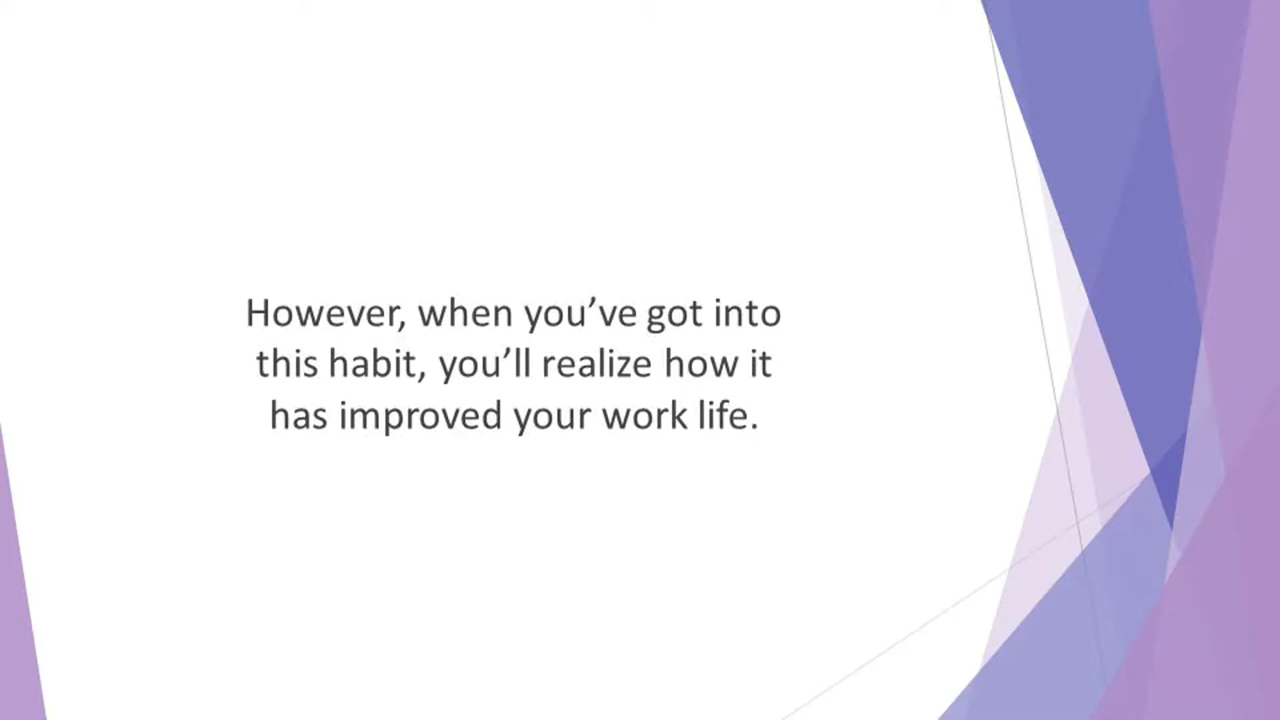 However, when you’ve got into
this habit, you’ll realize how it
has improved your work life.